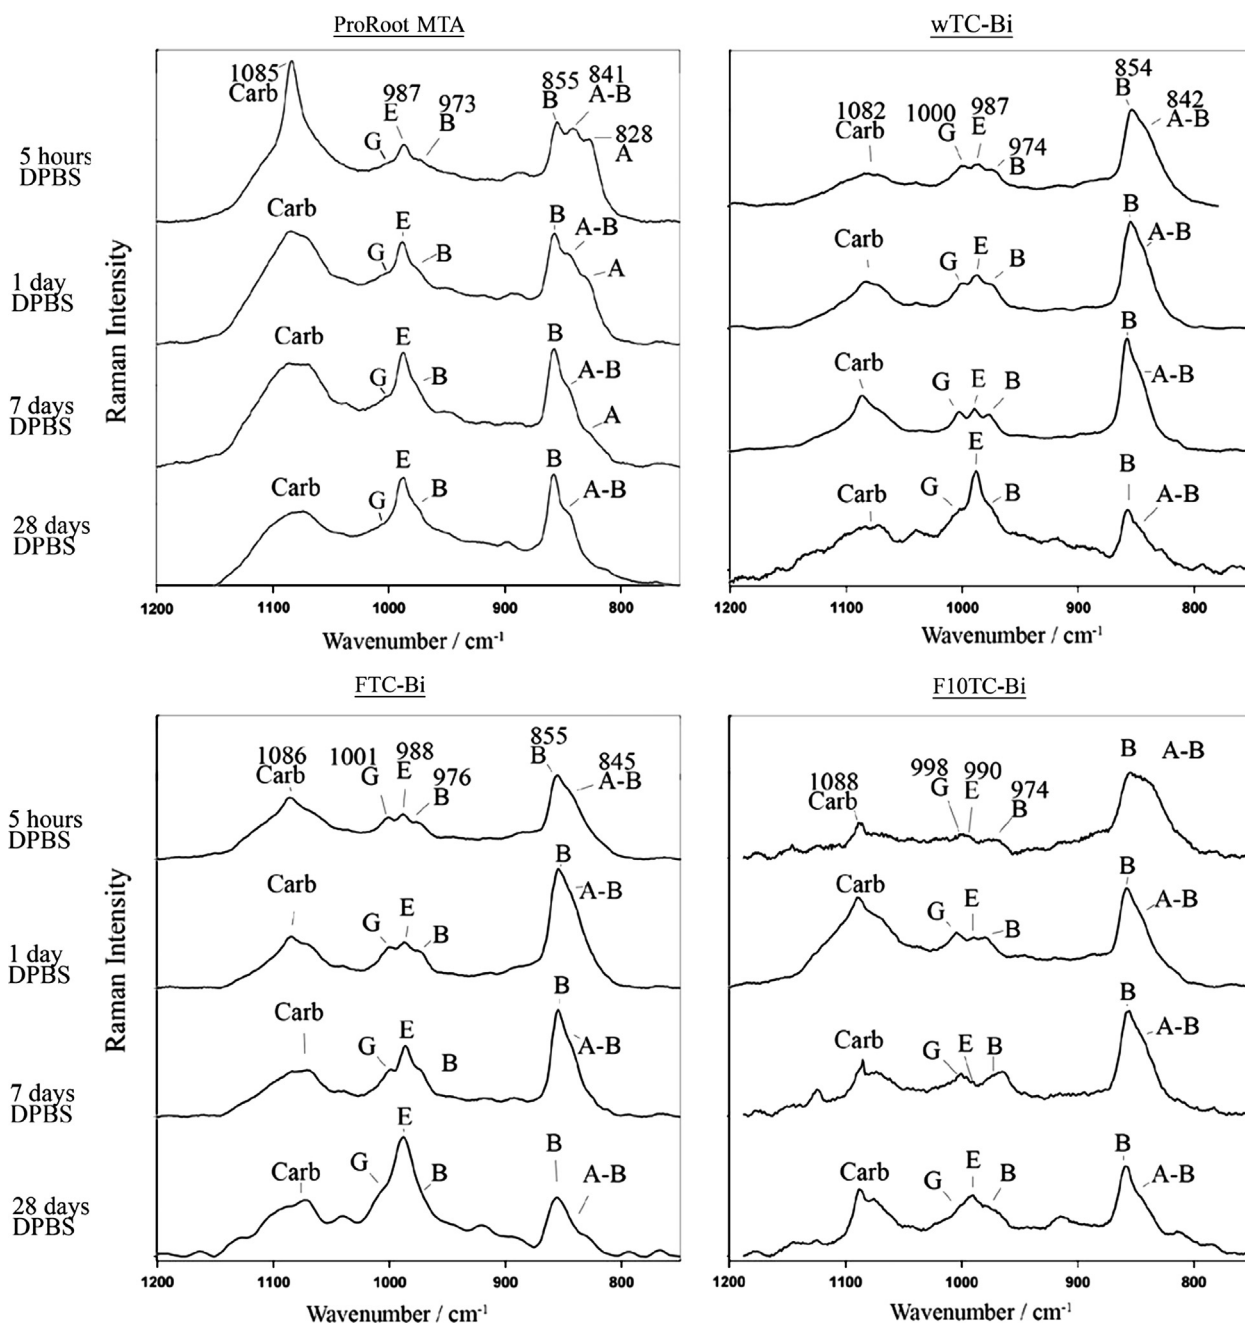 ProRoot MTA
1085
Carb
987
E
973
B
G
855
B
841
A-B
828
A
5 hours
DPBS
Carb
G
E
B
B
A-B
A
1 day
DPBS
Carb
G
E
B
B
A-B
A
7 days
DPBS
Carb
G
E
B
B
A-B
28 days
DPBS
Raman Intensity
1200
1100
1000
900
800
Wavenumber / cm-1
wTC-Bi
1082
Carb
1000
G
987
E
974
B
854
B
842
A-B
Carb
G
E
B
B
A-B
Carb
G
E
B
B
A-B
Carb
G
E
B
B
A-B
1200
1100
1000
900
800
Wavenumber / cm-1
FTC-Bi
1086
Carb
1001
G
988
E
976
B
855
B
845
A-B
5 hours
DPBS
Carb
G
E
B
B
A-B
1 day
DPBS
Carb
G
E
B
B
A-B
7 days
DPBS
Carb
G
E
B
B
A-B
28 days
DPBS
Raman Intensity
1200
1100
1000
900
800
Wavenumber / cm-1
F10TC-Bi
1088
Carb
998
G
990
E
974
B
B
A-B
Carb
G
E
B
B
A-B
Carb
G
E
B
B
A-B
Carb
G
E
B
B
A-B
1200
1100
1000
900
800
Wavenumber / cm-1